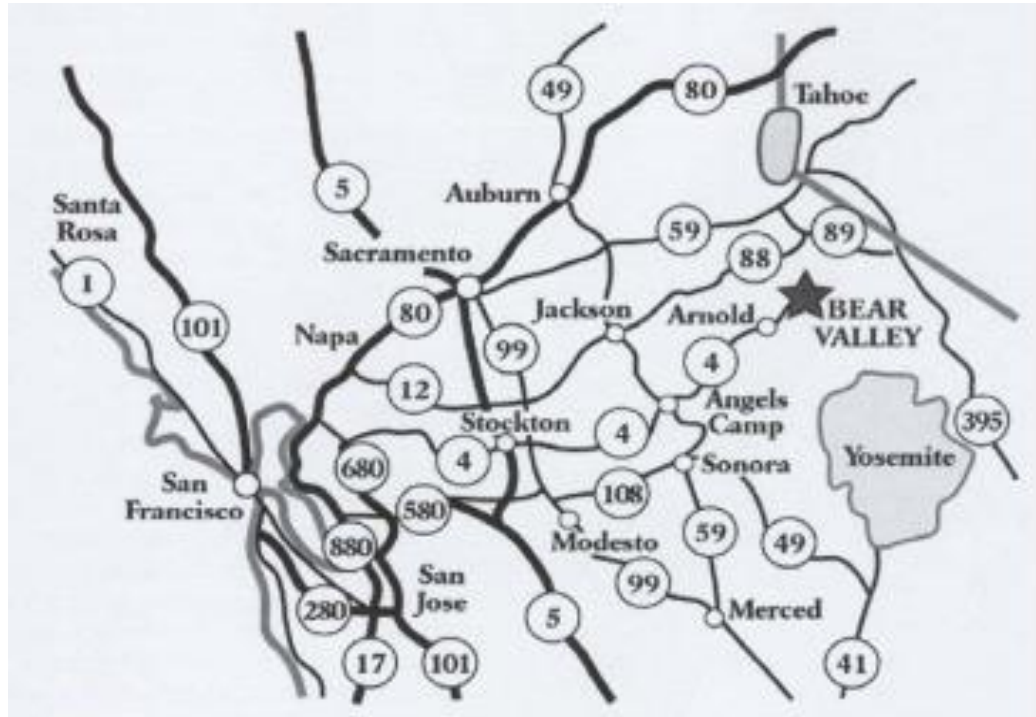 49
80
Tahoe
5
Auburn
Santa
Rosa
59
89
Sacramento
88
1
101
80
Napa
Jackson
Arnold
BEAR
VALLEY
99
4
12
Angels
Camp
395
Stockton
4
4
680
Sonora
Yosemite
San
Francisco
580
108
880
Modesto
59
49
San
Jose
99
280
5
Merced
17
101
41